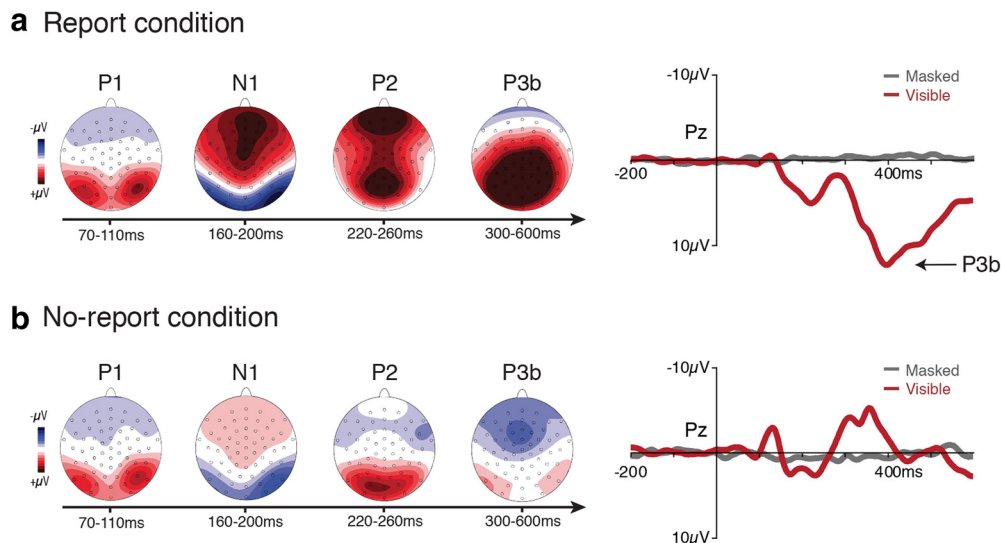 a Report condition
P1 N1 P2 P3b
-μV
+μV
70-110ms 160-200ms 220-260ms 300-600ms
-10μV
Masked
Visible
Pz
-200
400ms
10μV
P3b
b No-report condition
P1 N1 P2 P3b
-μV
+μV
70-110ms 160-200ms 220-260ms 300-600ms
-10μV
Masked
Visible
Pz
-200
400ms
10μV